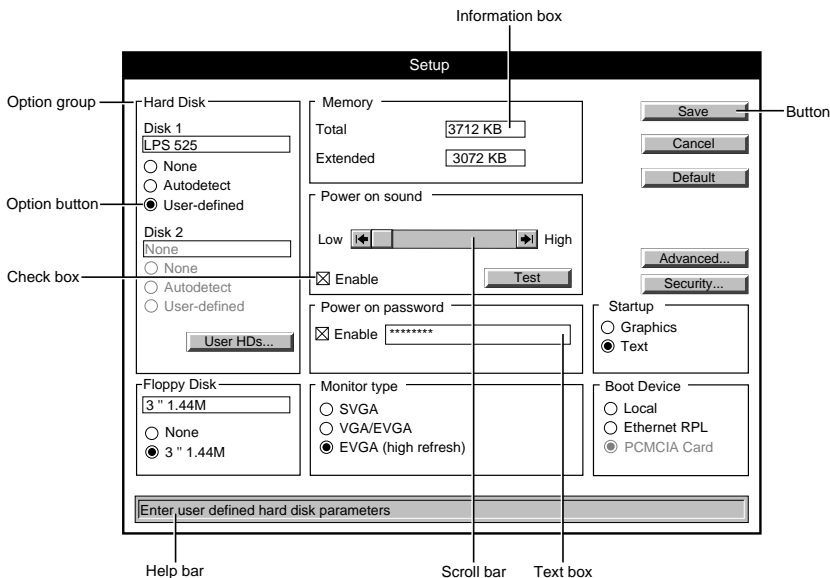 Information box
Setup
Option group
Hard Disk
Disk 1
LPS 525
None
Autodetect
User-defined
Option button
Disk 2
None
None
Autodetect
User-defined
Check box
User HDs...
Memory
Total
3712 KB
Extended
3072 KB
Power on sound
Low
High
Enable
Test
Power on password
Enable
********
Save
Button
Cancel
Default
Advanced...
Security...
Startup
Graphics
Text
Floppy Disk
3 " 1.44M
None
3 " 1.44M
Monitor type
SVGA
VGA/EVGA
EVGA (high refresh)
Boot Device
Local
Ethernet RPL
PCMCIA Card
Enter user defined hard disk parameters
Help bar
Scroll bar
Text box